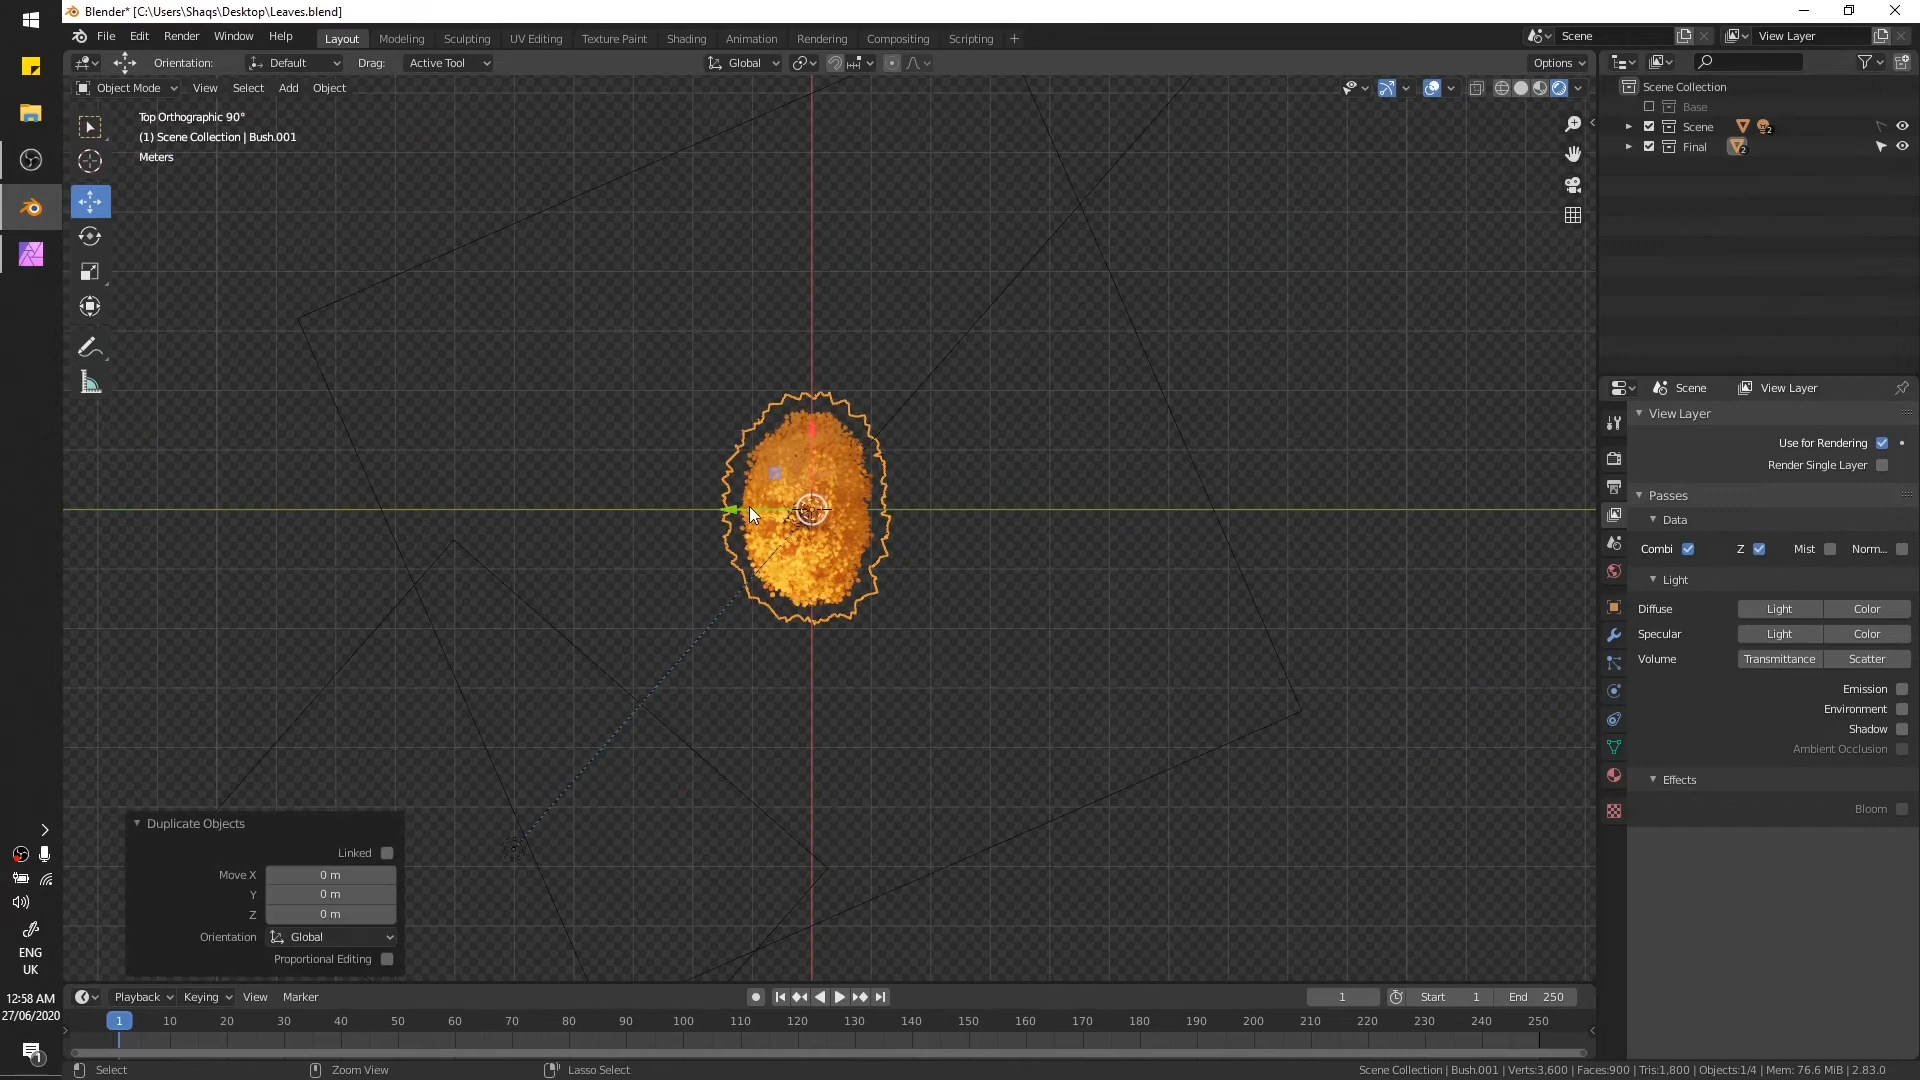 Blender* [C:\Users\Shaqs\Desktop\Leaves.blend]
File Edit Render Window Help
Layout Modeling Sculpting UV Editing Texture Paint Shading Animation Rendering Compositing Scripting +
Scene
View Layer
Orientation: Default Drag: Active Tool
Global
Options
Object Mode View Select Add Object
Top Orthographic 90°
(1) Scene Collection | Bush.001
Meters
Scene Collection
Base
Scene 2
Final 2
Scene View Layer
View Layer
Use for Rendering
Render Single Layer
Passes
Data
Combi Z Mist Norm...
Light
Diffuse Light Color
Specular Light Color
Volume Transmittance Scatter
Emission
Environment
Shadow
Ambient Occlusion
Effects
Bloom
Duplicate Objects
Linked
Move X 0 m
Y 0 m
Z 0 m
Orientation Global
Proportional Editing
Playback Keying View Marker
1 Start 1 End 250
1 10 20 30 40 50 60 70 80 90 100 110 120 130 140 150 160 170 180 190 200 210 220 230 240 250
Select Zoom View Lasso Select
Scene Collection | Bush.001 | Verts:3,600 | Faces:900 | Tris:1,800 | Objects:1/4 | Mem: 76.6 MiB | 2.83.0
ENG
UK
12:58 AM
27/06/2020
1